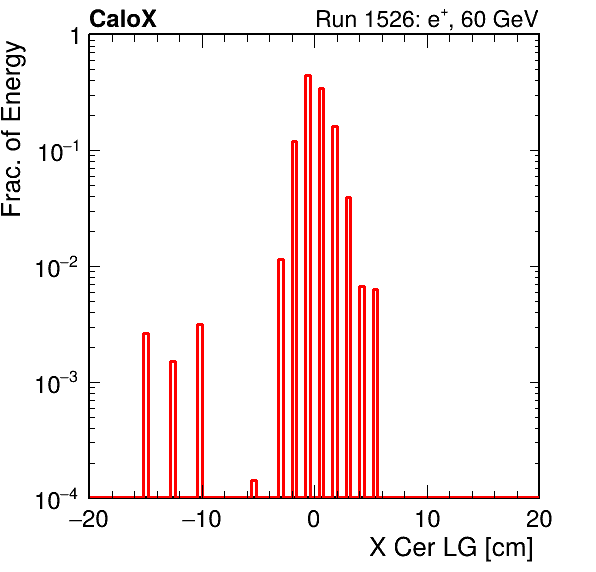 CaloX
Run 1526: e⁺, 60 GeV
Frac. of Energy
1
10⁻¹
10⁻²
10⁻³
10⁻⁴
−20 −10 0 10 20
X Cer LG [cm]